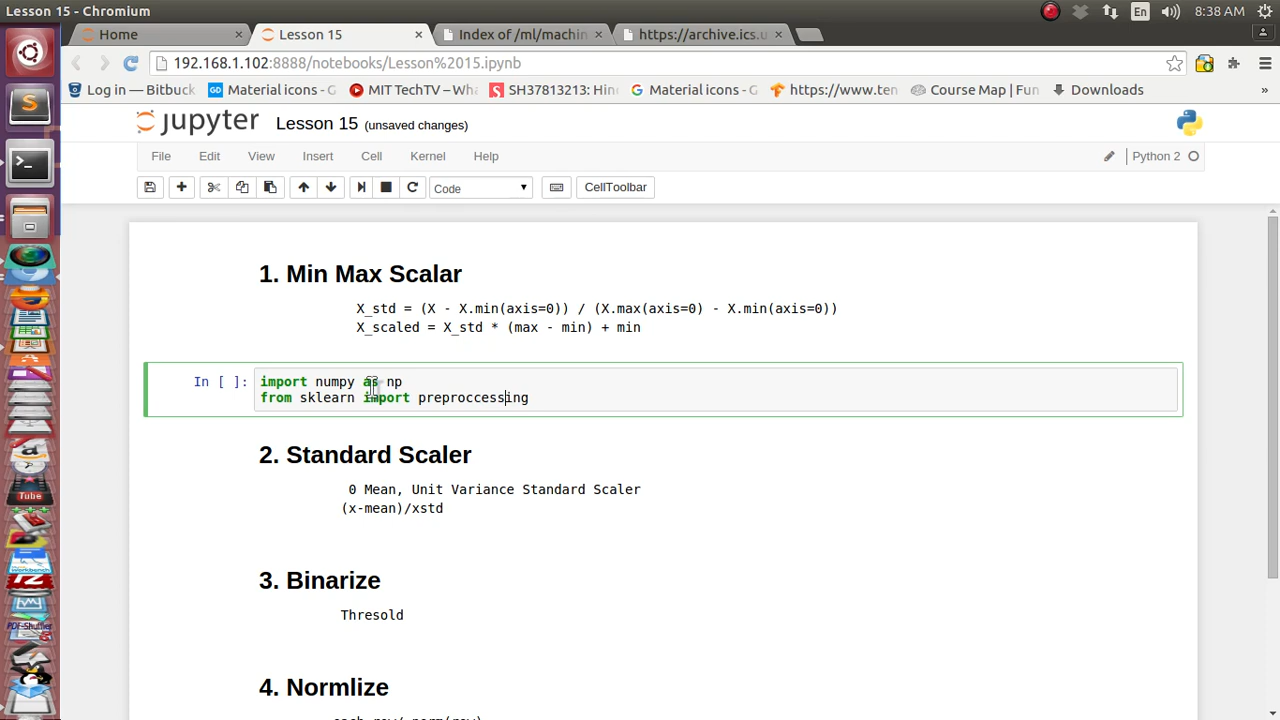 Lesson 15 - Chromium
En
8:38 AM
Home
Lesson 15
Index of /ml/machin
https://archive.ics.u
192.168.1.102:8888/notebooks/Lesson%2015.ipynb
Log in — Bitbuck
Material icons - G
MIT TechTV – Wha
SH37813213: Hin
Material icons - G
https://www.ten
Course Map | Fun
Downloads
»
jupyter
Lesson 15 (unsaved changes)
File Edit View Insert Cell Kernel Help
Python 2
Code
CellToolbar
1. Min Max Scalar
X_std = (X - X.min(axis=0)) / (X.max(axis=0) - X.min(axis=0))
X_scaled = X_std * (max - min) + min
In [ ]:
import numpy as np
from sklearn import preproccessing
2. Standard Scaler
0 Mean, Unit Variance Standard Scaler
(x-mean)/xstd
3. Binarize
Thresold
4. Normlize
Tube